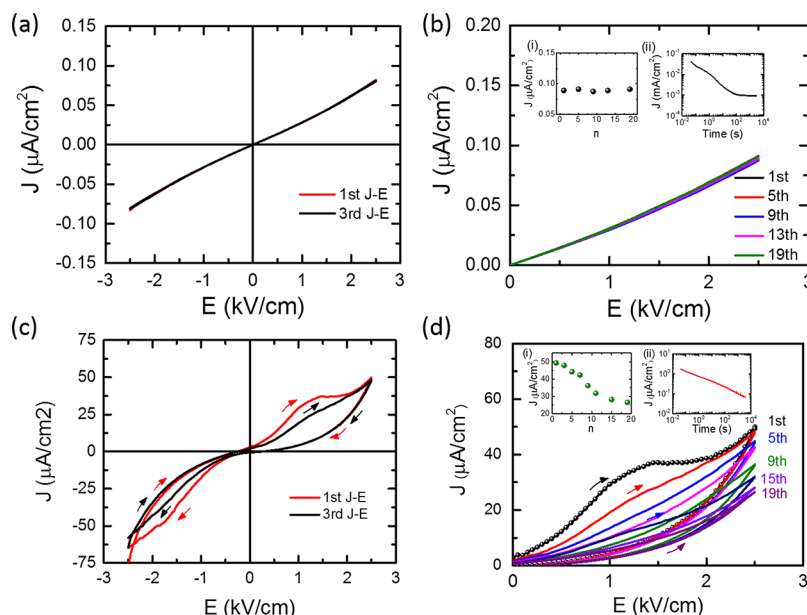 (a)
J (μA/cm²)
0.15
0.10
0.05
0.00
-0.05
-0.10
-0.15
1st J-E
3rd J-E
-3 -2 -1 0 1 2 3
E (kV/cm)
(b)
J (μA/cm²)
0.20
0.15
0.10
0.05
0.00
(i)
J (μA/cm²)
0.15
0.10
0.05
0 5 10 15 20
n
(ii)
J (mA/cm²)
10⁻¹
10⁻²
10⁻³
10⁻⁴
10⁻² 10⁰ 10² 10⁴
Time (s)
1st
5th
9th
13th
19th
0 1 2 3
E (kV/cm)
(c)
J (μA/cm2)
75
50
25
0
-25
-50
-75
1st J-E
3rd J-E
-3 -2 -1 0 1 2 3
E (kV/cm)
(d)
J (μA/cm²)
80
60
40
20
0
(i)
J (μA/cm²)
50
40
30
20
0 5 10 15 20
n
(ii)
J (μA/cm²)
10¹
10⁰
10⁻¹
10⁻²
10⁻² 10⁰ 10² 10⁴
Time (s)
1st
5th
9th
15th
19th
0 1 2 3
E (kV/cm)